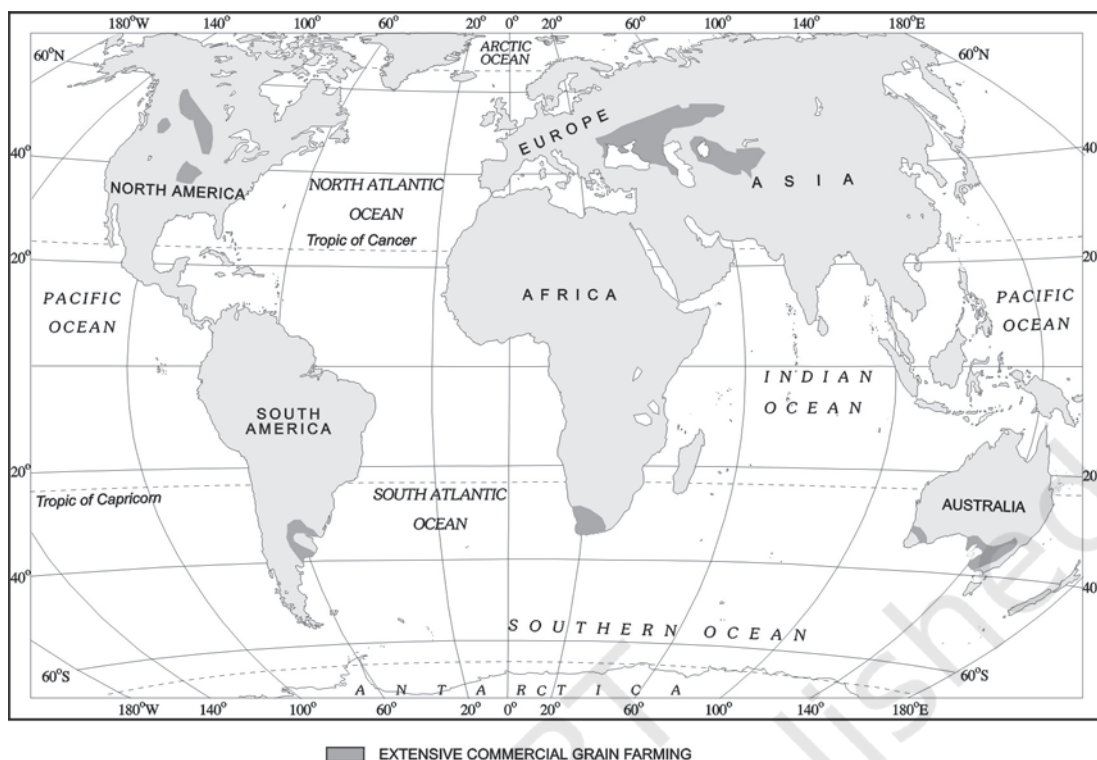 180°W 140° 100° 60° 20° 0° 20° 60° 100° 140° 180°E
60°N
ARCTIC
OCEAN
60°N
EUROPE
40°
40°
NORTH AMERICA
NORTH ATLANTIC
OCEAN
ASIA
Tropic of Cancer
20°
20
PACIFIC
OCEAN
AFRICA
PACIFIC
OCEAN
INDIAN
OCEAN
SOUTH
AMERICA
20°
20
Tropic of Capricorn
SOUTH ATLANTIC
OCEAN
AUSTRALIA
40°
40
SOUTHERN OCEAN
60°S
60°S
ANTARCTICA
180°W 140° 100° 60° 20° 0° 20° 60° 100° 140° 180°E
EXTENSIVE COMMERCIAL GRAIN FARMING